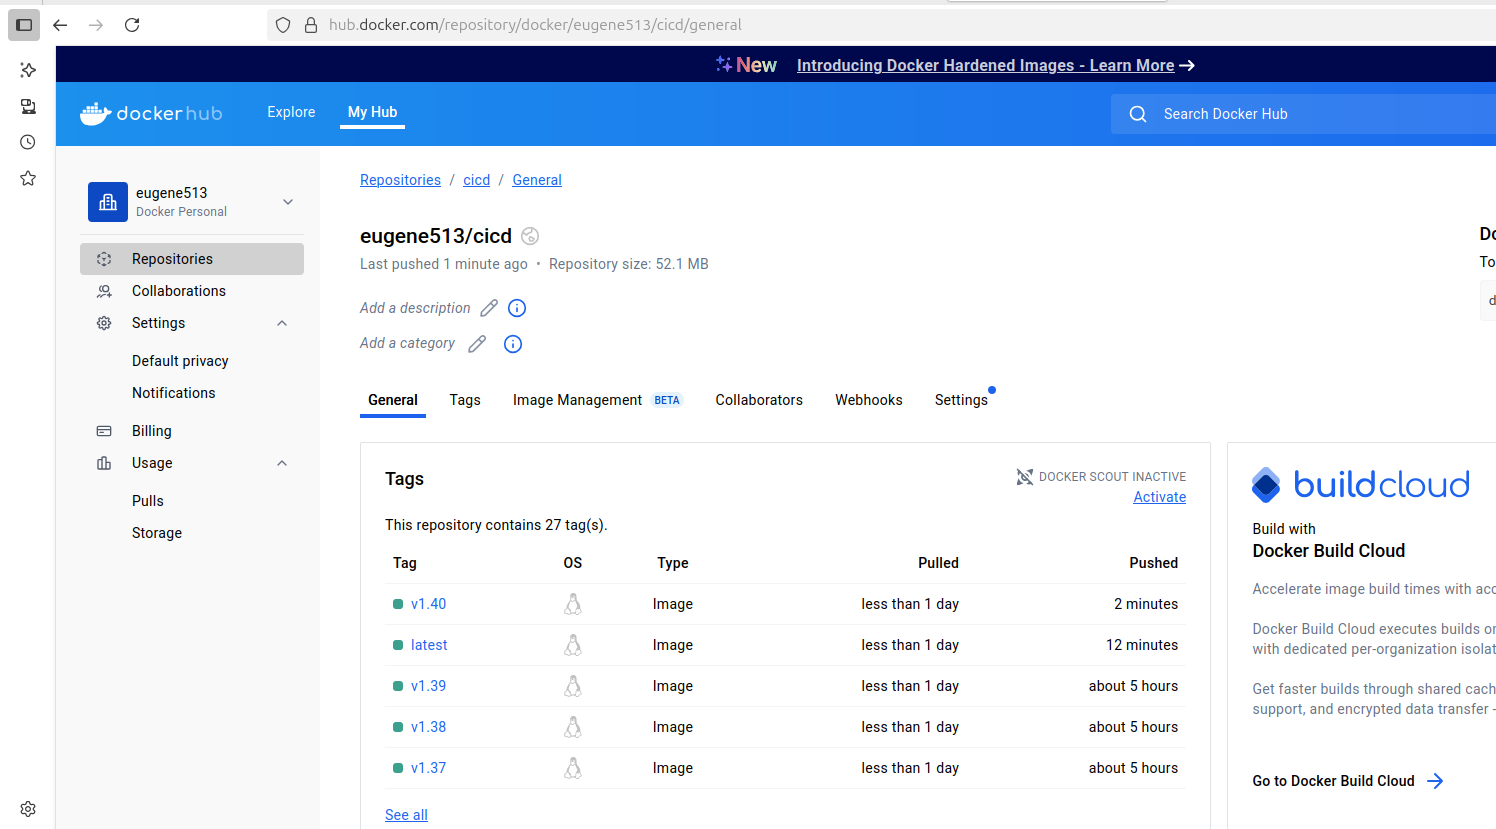 hub.docker.com/repository/docker/eugene513/cicd/general
New Introducing Docker Hardened Images - Learn More →
dockerhub Explore My Hub Search Docker Hub
eugene513
Docker Personal
Repositories
Collaborations
Settings
Default privacy
Notifications
Billing
Usage
Pulls
Storage
Repositories / cicd / General
eugene513/cicd
Last pushed 1 minute ago • Repository size: 52.1 MB
Add a description
Add a category
General Tags Image Management BETA Collaborators Webhooks Settings
Tags
DOCKER SCOUT INACTIVE
Activate
This repository contains 27 tag(s).
Tag OS Type Pulled Pushed
v1.40 Image less than 1 day 2 minutes
latest Image less than 1 day 12 minutes
v1.39 Image less than 1 day about 5 hours
v1.38 Image less than 1 day about 5 hours
v1.37 Image less than 1 day about 5 hours
See all
To
buildcloud
Build with
Docker Build Cloud
Accelerate image build times with
Docker Build Cloud executes builds
with dedicated per-organization
Get faster builds through shared
support, and encrypted data transfer -
Go to Docker Build Cloud →